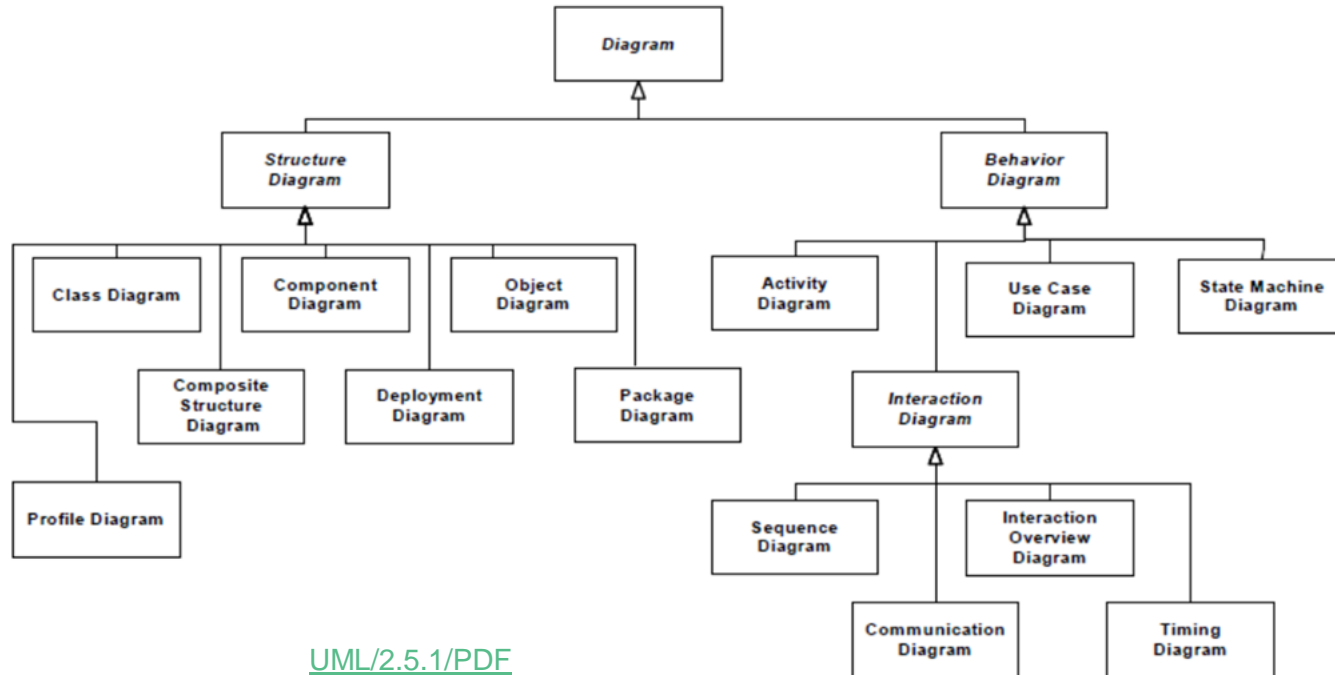 Diagram
Structure
Diagram
Behavior
Diagram
Class Diagram
Component
Diagram
Object
Diagram
Activity
Diagram
Use Case
Diagram
State Machine
Diagram
Composite
Structure
Diagram
Deployment
Diagram
Package
Diagram
Interaction
Diagram
Profile Diagram
Sequence
Diagram
Interaction
Overview
Diagram
Communication
Diagram
Timing
Diagram
UML/2.5.1/PDF